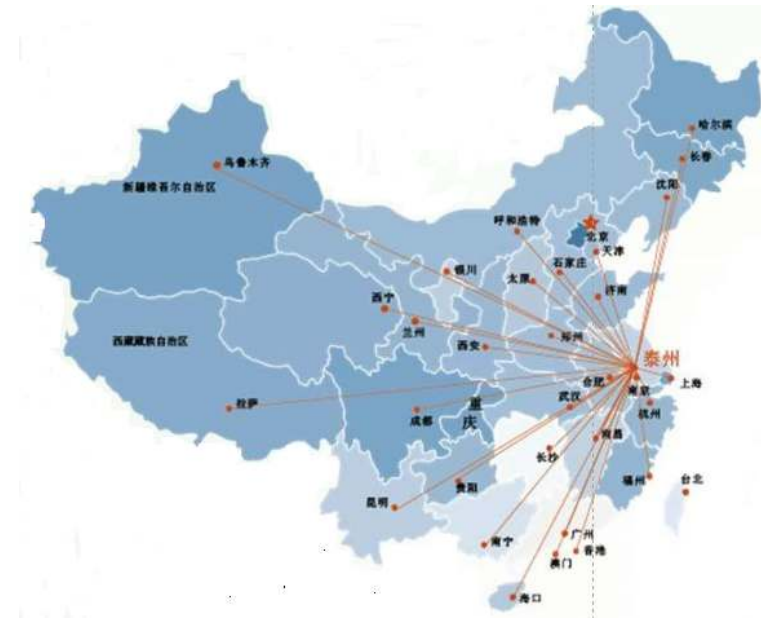 哈尔滨
长春
乌鲁木齐
新疆维吾尔自治区
沈阳
呼和浩特
北京
天津
石家庄
银川
太原
济南
西宁
兰州
郑州
西安
西藏藏族自治区
泰州
合肥
南京
上海
拉萨
成都
重庆
武汉
杭州
南昌
长沙
贵阳
福州
台北
昆明
广州
南宁
香港
澳门
海口